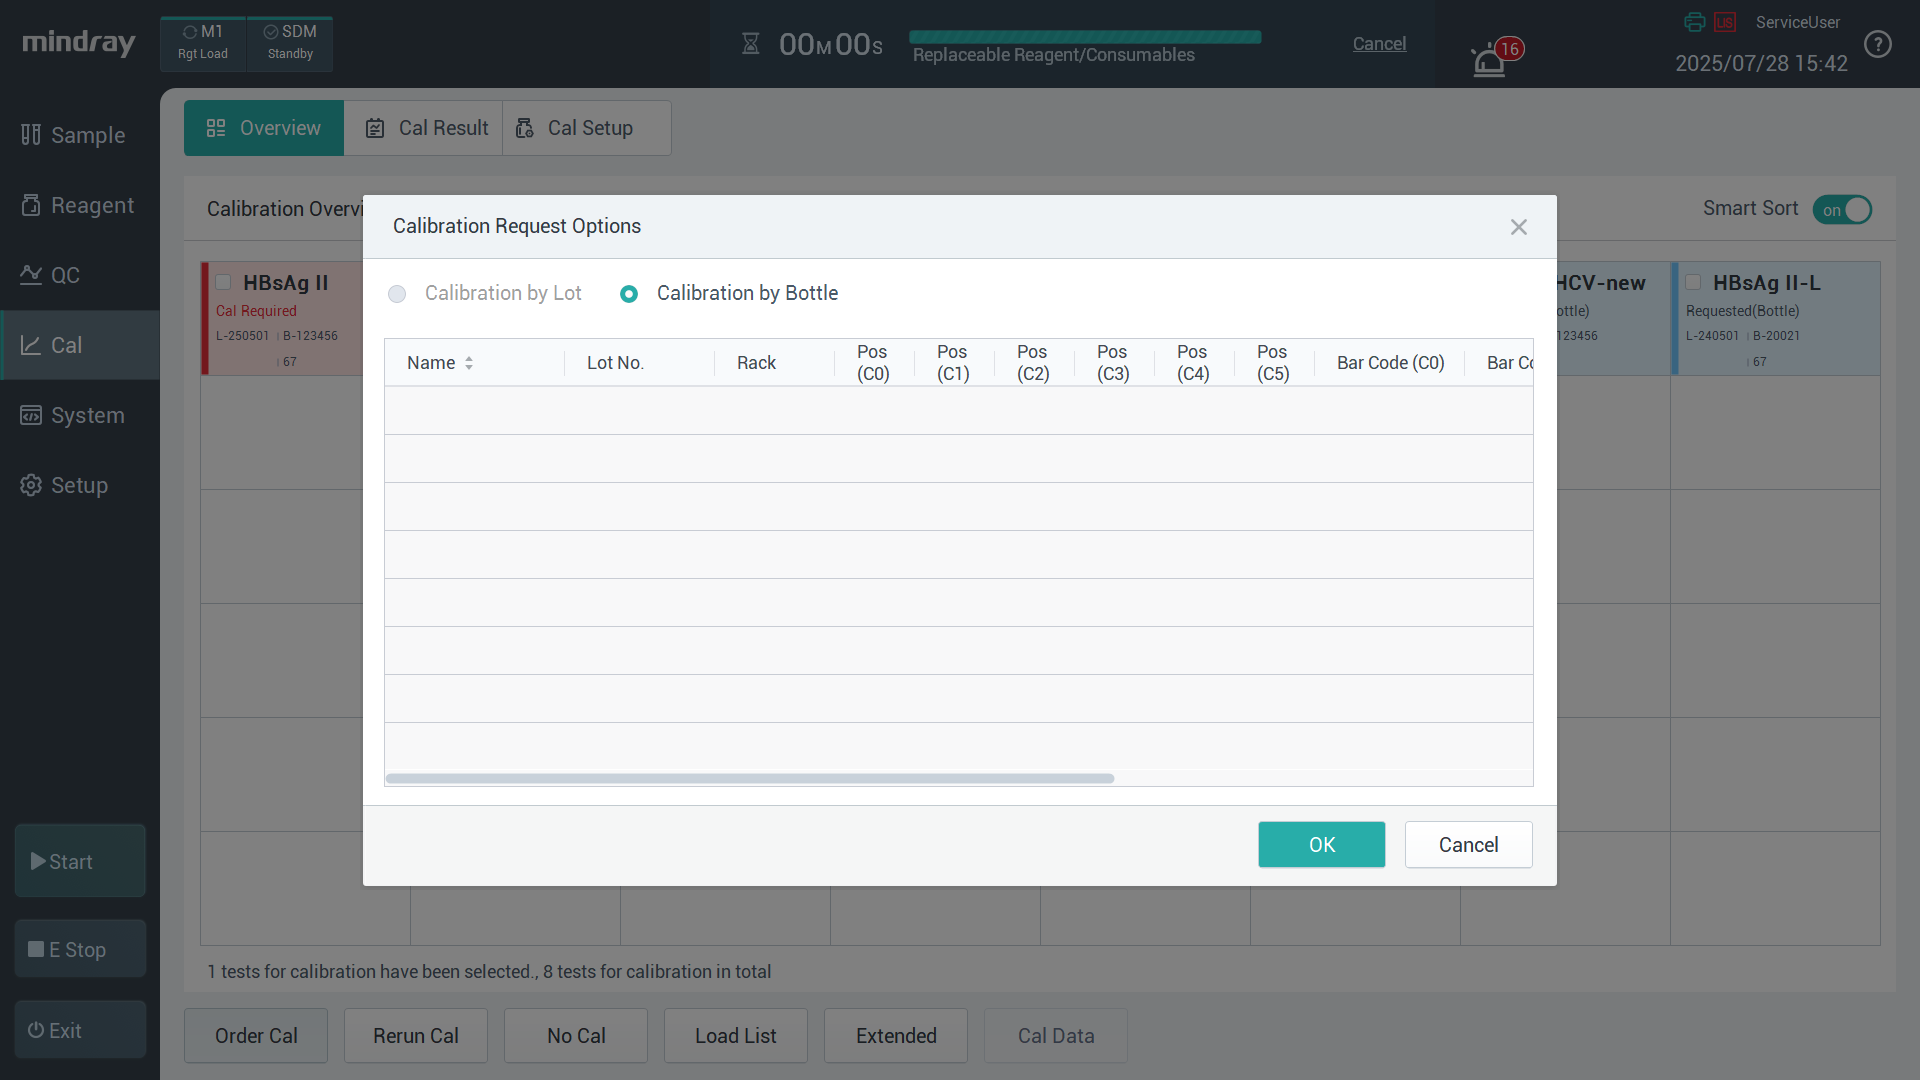 mindray
M1
Rgt Load
SDM
Standby
00M00S
Replaceable Reagent/Consumables
Cancel
16
LIS
ServiceUser
2025/07/28 15:42
?
Sample
Reagent
QC
Cal
System
Setup
Start
E Stop
Exit
Overview
Cal Result
Cal Setup
Calibration Overvi
Smart Sort
on
HBsAg II
Cal Required
L-250501 B-123456
67
HCV-new
ottle)
123456
HBsAg II-L
Requested(Bottle)
L-240501 B-20021
67
Calibration Request Options
Calibration by Lot
Calibration by Bottle
Name
Lot No.
Rack
Pos (C0)
Pos (C1)
Pos (C2)
Pos (C3)
Pos (C4)
Pos (C5)
Bar Code (C0)
Bar Co
OK
Cancel
1 tests for calibration have been selected., 8 tests for calibration in total
Order Cal
Rerun Cal
No Cal
Load List
Extended
Cal Data